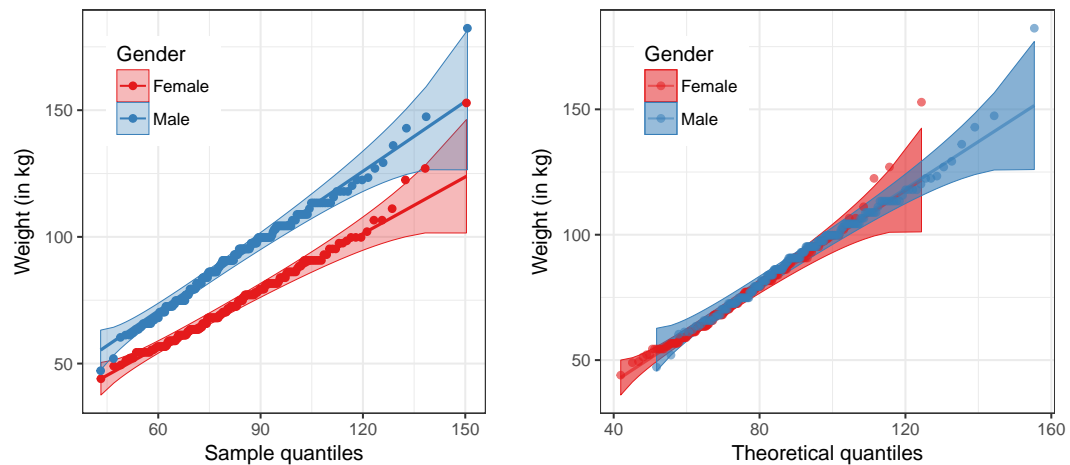 Gender
Female
Male
Weight (in kg)
150
100
50
60
90
120
150
Sample quantiles
Gender
Female
Male
Weight (in kg)
150
100
50
40
80
120
160
Theoretical quantiles